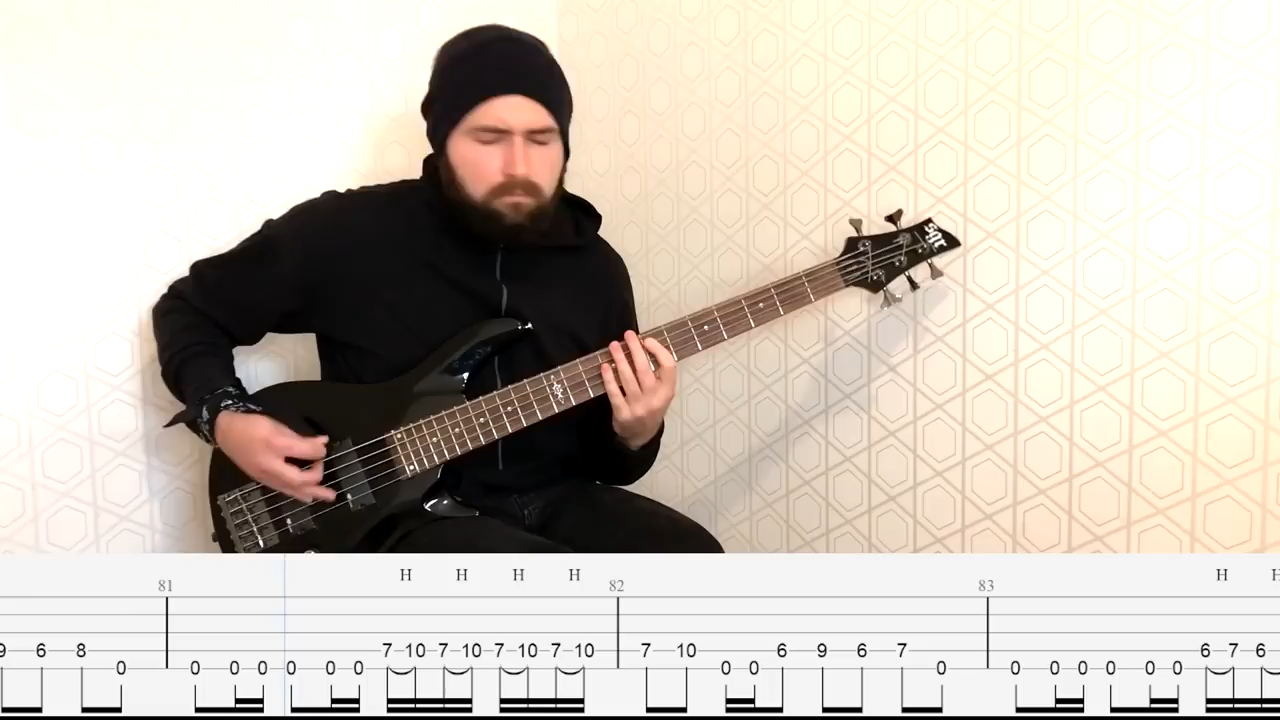 H H H H H H
81 82 83
9 6 8 7 10 7 10 7 10 7 10 7 10 6 9 6 7 6 7 6
0 0 0 0 0 0 0 0 0 0 0 0 0 0 0 0 0